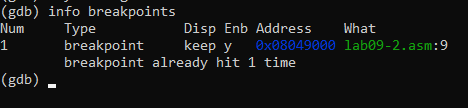 (gdb) info breakpoints
Num     Type           Disp Enb Address    What
1       breakpoint     keep y   0x08049000 lab09-2.asm:9
        breakpoint already hit 1 time
(gdb)